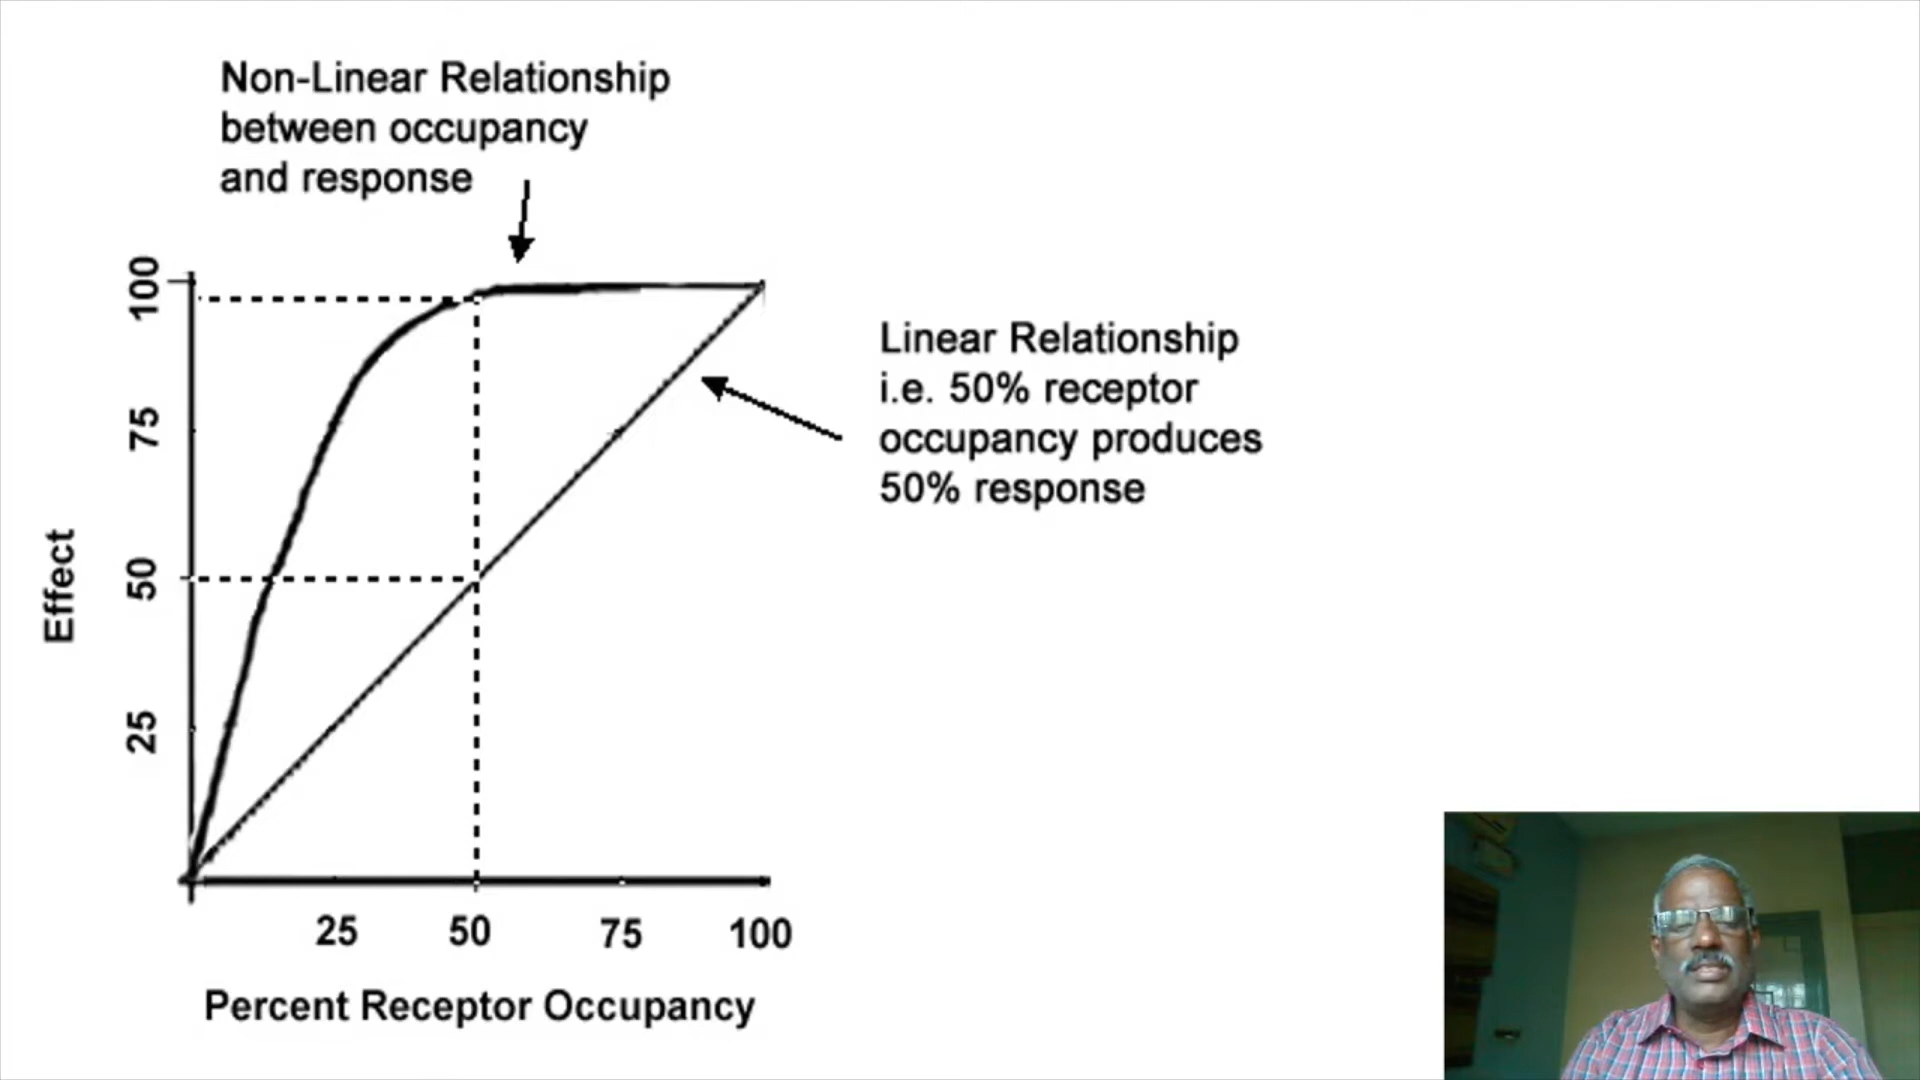 Non-Linear Relationship
between occupancy
and response
Linear Relationship
i.e. 50% receptor
occupancy produces
50% response
Effect
100
75
50
25
25 50 75 100
Percent Receptor Occupancy